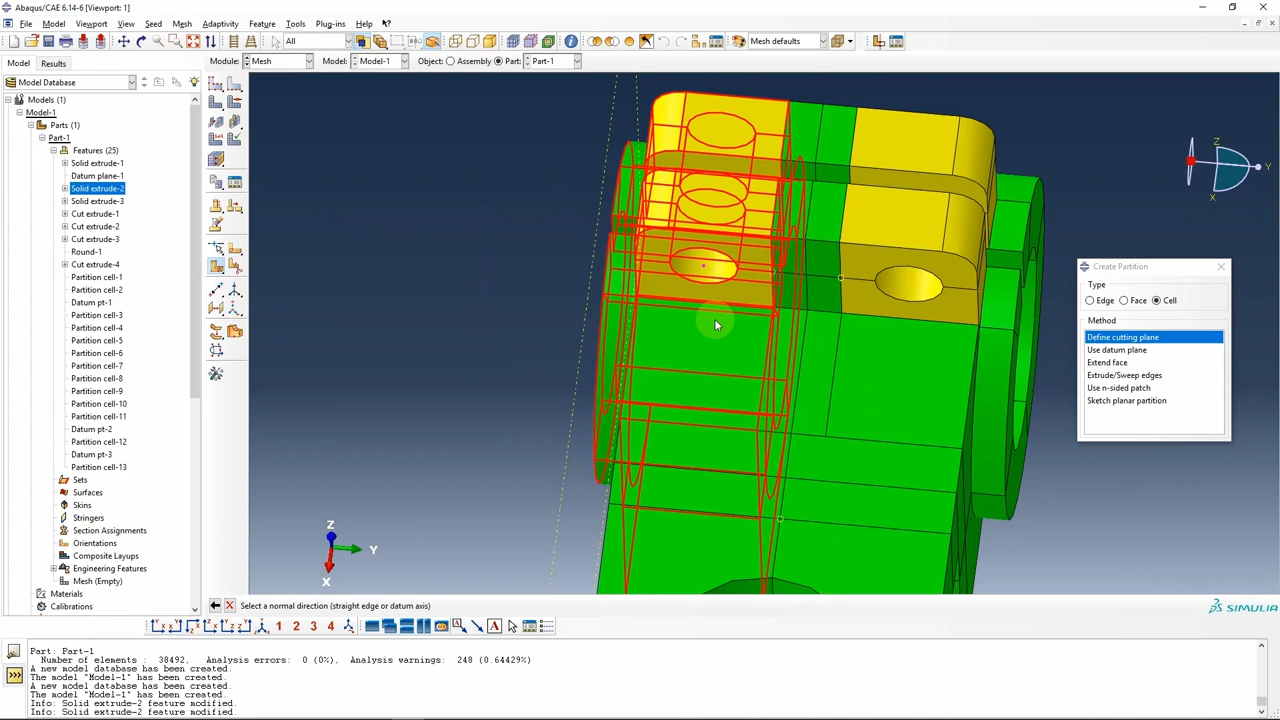 Abaqus/CAE 6.14-6 [Viewport: 1]
File Model Viewport View Seed Mesh Adaptivity Feature Tools Plug-ins Help
All
Mesh defaults
Model Results
Module: Mesh Model: Model-1 Object: Assembly Part: Part-1
Model Database
Models (1)
Model-1
Parts (1)
Part-1
Features (25)
Solid extrude-1
Datum plane-1
Solid extrude-2
Solid extrude-3
Cut extrude-1
Cut extrude-2
Cut extrude-3
Round-1
Cut extrude-4
Partition cell-1
Partition cell-2
Datum pt-1
Partition cell-3
Partition cell-4
Partition cell-5
Partition cell-6
Partition cell-7
Partition cell-8
Partition cell-9
Partition cell-10
Partition cell-11
Datum pt-2
Partition cell-12
Datum pt-3
Partition cell-13
Sets
Surfaces
Skins
Stringers
Section Assignments
Orientations
Composite Layups
Engineering Features
Mesh (Empty)
Materials
Calibrations
Z
Y
X
Create Partition
Type
Edge Face Cell
Method
Define cutting plane
Use datum plane
Extend face
Extrude/Sweep edges
Use n-sided patch
Sketch planar partition
Z
Y
X
Select a normal direction (straight edge or datum axis)
SIMULIA
1 2 3 4
A
Part: Part-1
Number of elements : 38492, Analysis errors: 0 (0%), Analysis warnings: 248 (0.64429%)
A new model database has been created.
The model "Model-1" has been created.
A new model database has been created.
The model "Model-1" has been created.
Info: Solid extrude-2 feature modified.
Info: Solid extrude-2 feature modified.